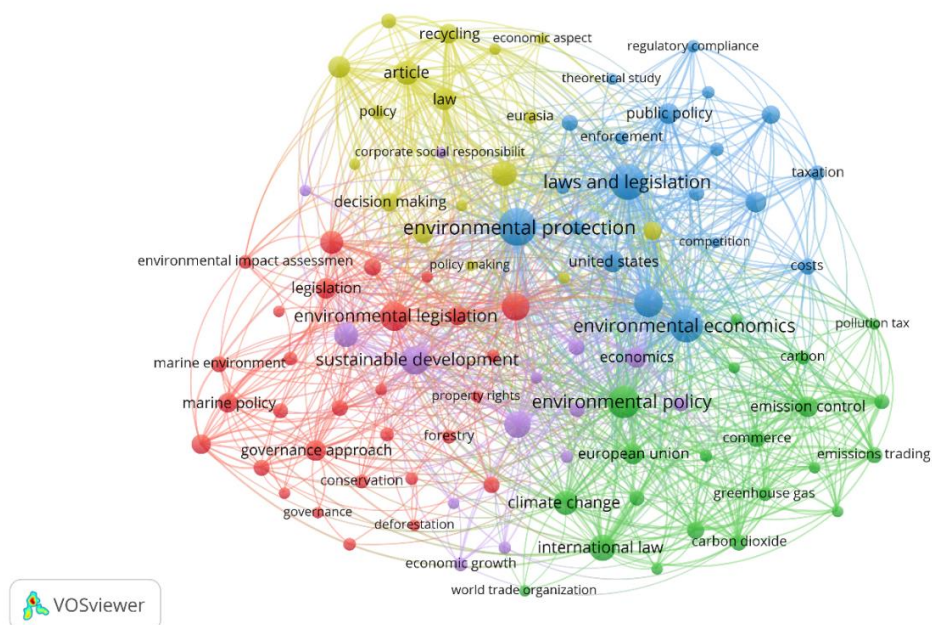 recycling
economic aspect
regulatory compliance
article
theoretical study
law
policy
eurasia
public policy
enforcement
corporate social responsibilit
laws and legislation
taxation
decision making
environmental protection
competition
environmental impact assessmen
policy making
united states
costs
legislation
environmental legislation
environmental economics
pollution tax
marine environment
sustainable development
economics
carbon
marine policy
property rights
environmental policy
emission control
forestry
commerce
governance approach
european union
emissions trading
conservation
greenhouse gas
climate change
governance
deforestation
international law
carbon dioxide
economic growth
world trade organization
VOSviewer